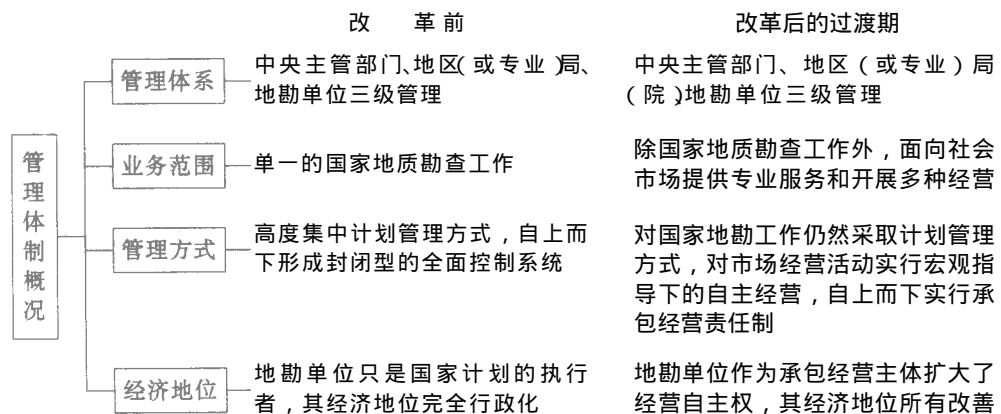 改 革前 改革后的过渡期
管理体制概况
管理体系
中央主管部门、地区(或专业)局、
地勘单位三级管理
中央主管部门、地区(或专业)局
(院)地勘单位三级管理
业务范围
单一的国家地质勘查工作
除国家地质勘查工作外,面向社会
市场提供专业服务和开展多种经营
管理方式
高度集中计划管理方式,自上而
下形成封闭型的全面控制系统
对国家地勘工作仍然采取计划管理
方式,对市场经营活动实行宏观指
导下的自主经营,自上而下实行承
包经营责任制
经济地位
地勘单位只是国家计划的执行
者,其经济地位完全行政化
地勘单位作为承包经营主体扩大了
经营自主权,其经济地位所有改善